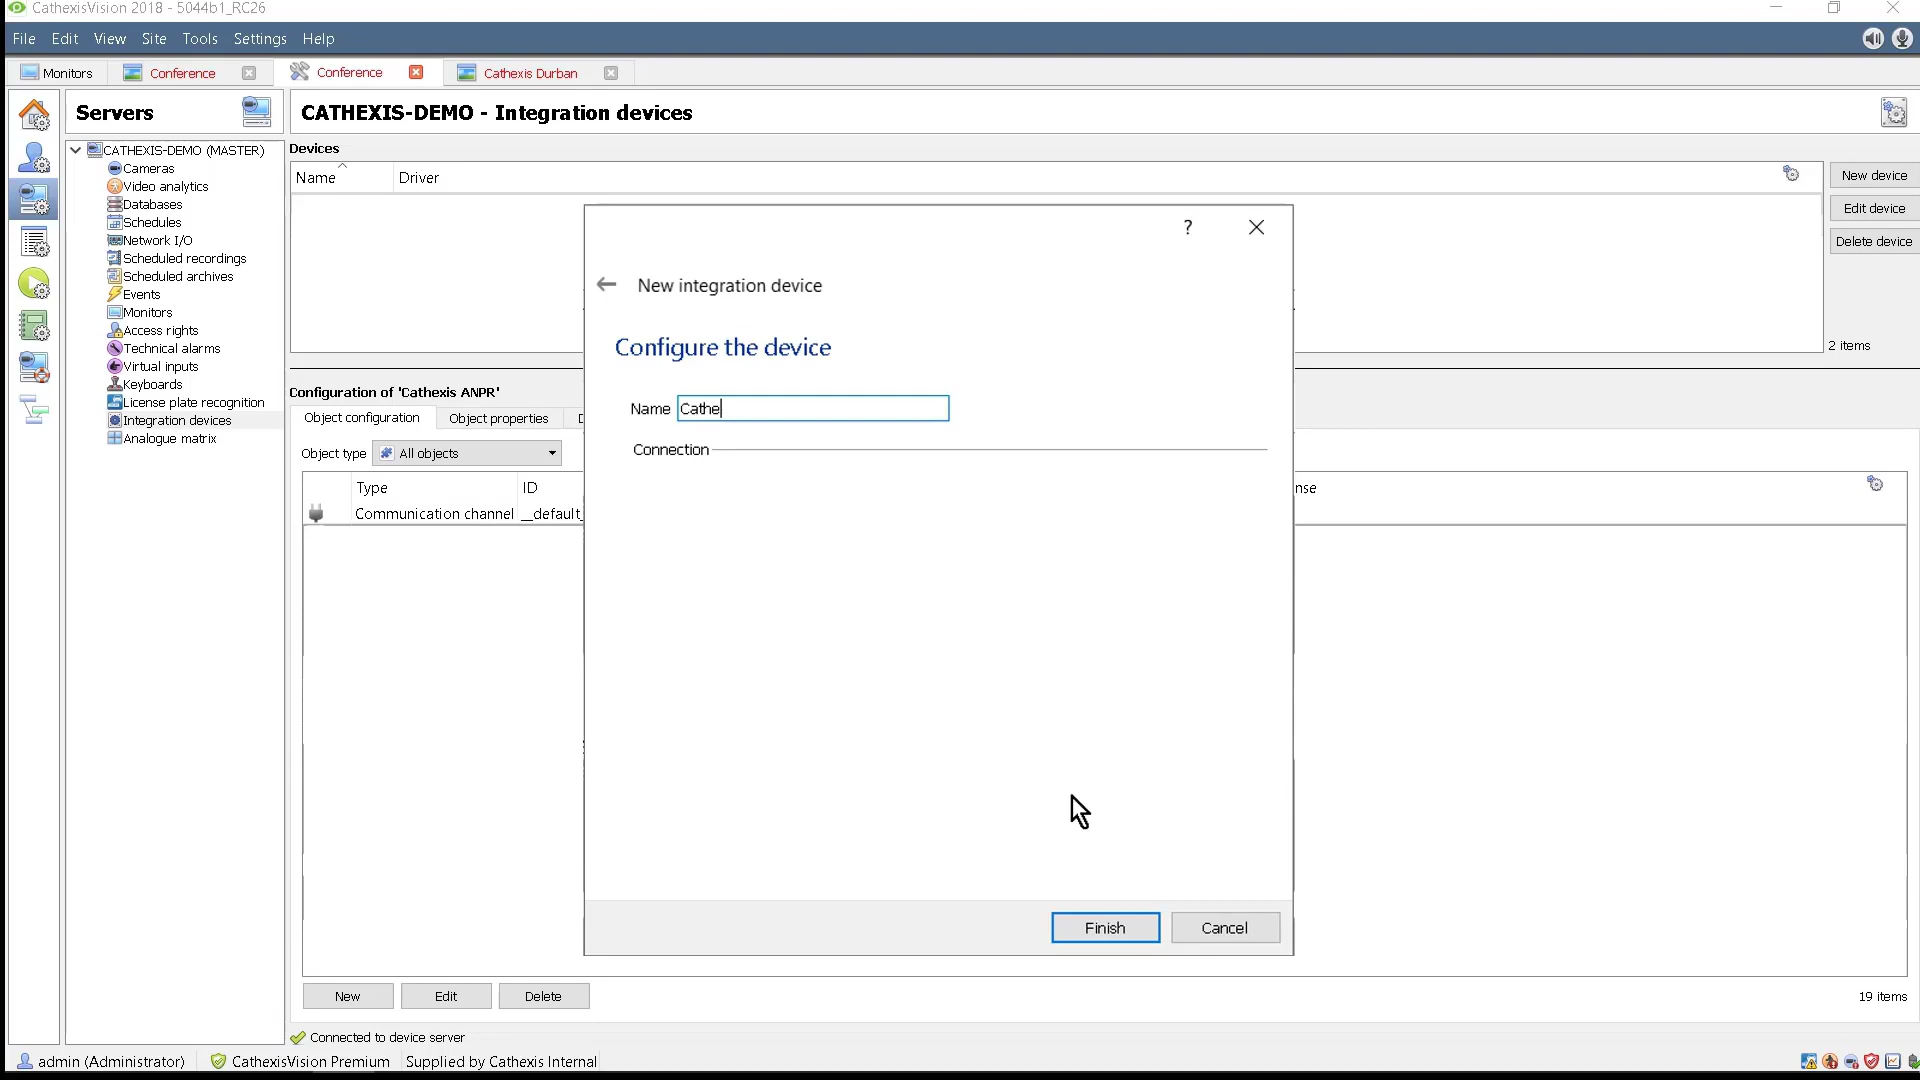 CathexisVision 2018 - 5044b1_RC26
File Edit View Site Tools Settings Help
Monitors Conference Conference Cathexis Durban
Servers
CATHEXIS-DEMO - Integration devices
CATHEXIS-DEMO (MASTER)
Cameras
Video analytics
Databases
Schedules
Network I/O
Scheduled recordings
Scheduled archives
Events
Monitors
Access rights
Technical alarms
Virtual inputs
Keyboards
License plate recognition
Integration devices
Analogue matrix
Devices
Name Driver
New device
Edit device
Delete device
2 items
?
New integration device
Configure the device
Name Cathe
Connection
Finish Cancel
Configuration of 'Cathexis ANPR'
Object configuration Object properties D
Object type All objects
Type ID nse
Communication channel __default_
New Edit Delete
19 items
Connected to device server
admin (Administrator) CathexisVision Premium Supplied by Cathexis Internal